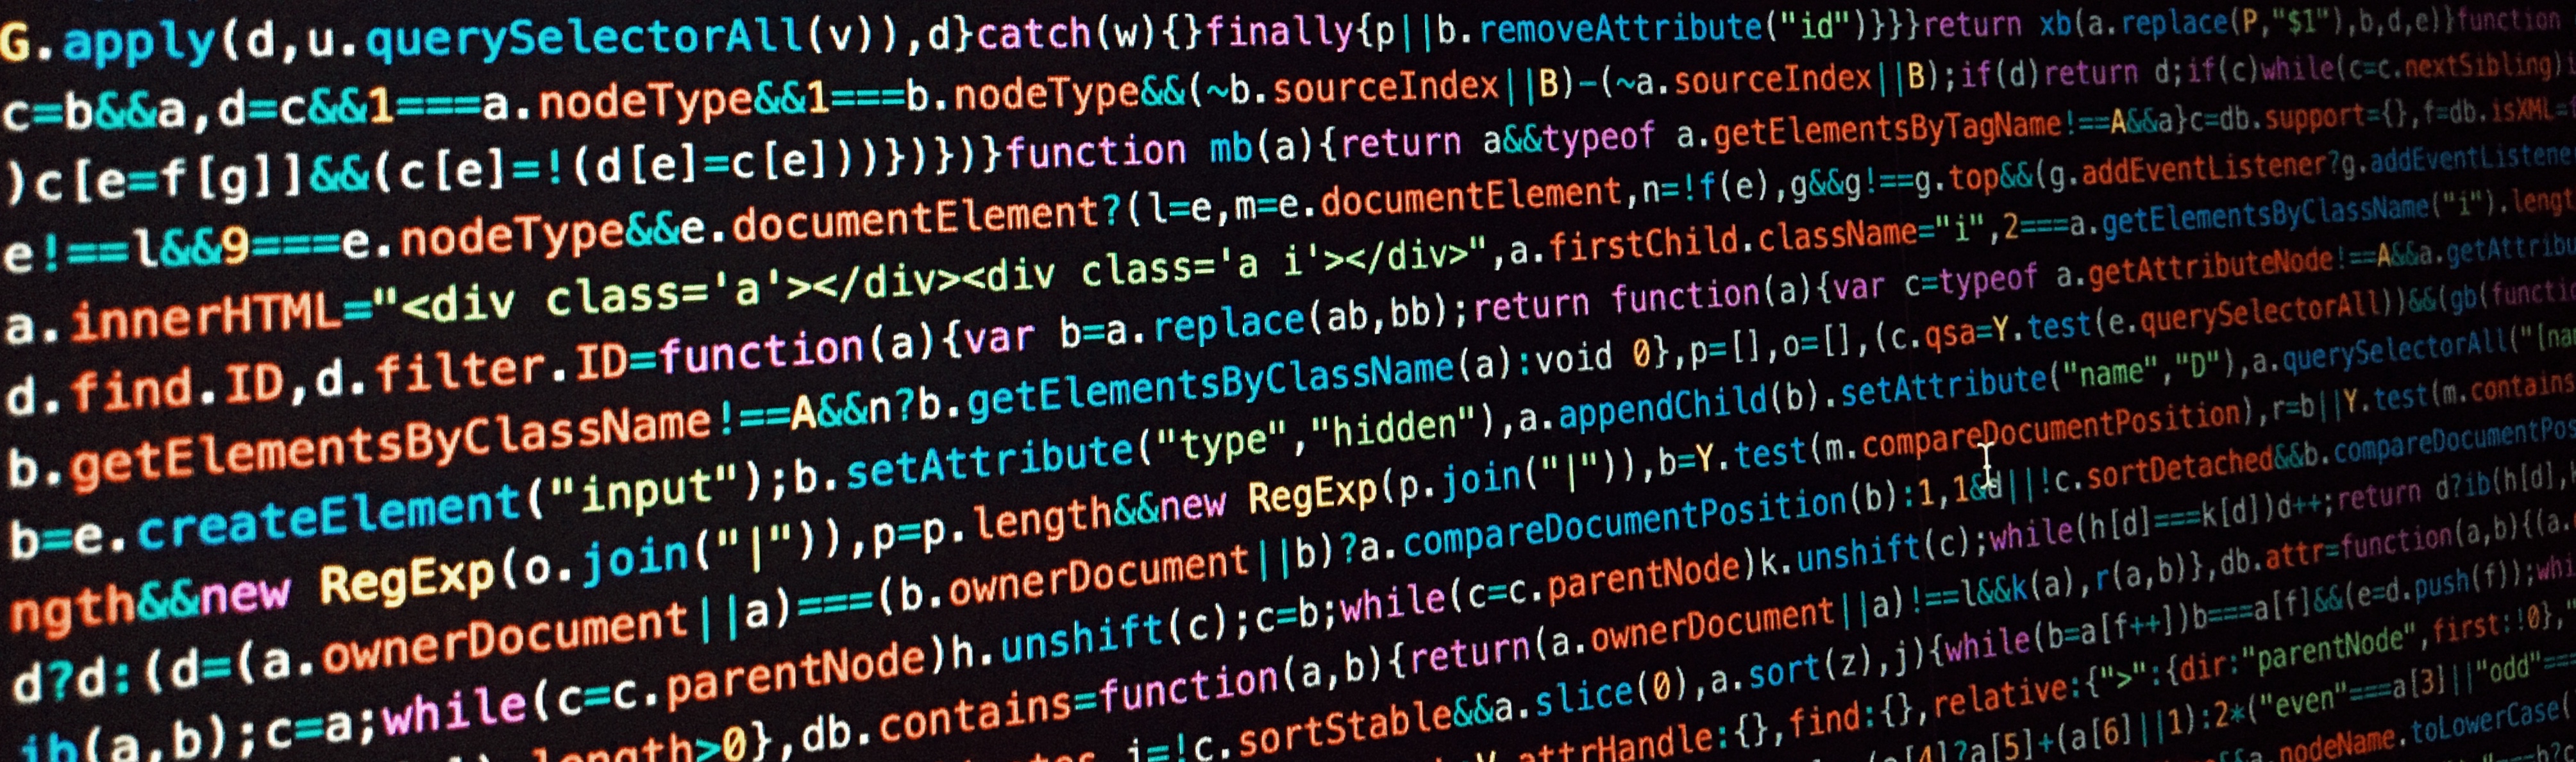 G.apply(d,u.querySelectorAll(v)),d}catch(w){}finally{p||b.removeAttribute("id")}}}return xb(a.replace(P,"$1"),b,d,e)}function
c=b&&a,d=c&&1===a.nodeType&&1===b.nodeType&&(~b.sourceIndex||B)-(~a.sourceIndex||B);if(d)return d;if(c)while(c=c.nextSibling)i
)c[e=f[g]]&&(c[e]=!(d[e]=c[e]))})})}function mb(a){return a&&typeof a.getElementsByTagName!==A&&a}c=db.support={},f=db.isXML=
e!==l&&9===e.nodeType&&e.documentElement?(l=e,m=e.documentElement,n=!f(e),g&&g!==g.top&&(g.addEventListener?g.addEventListene
a.innerHTML="<div class='a'></div><div class='a i'></div>",a.firstChild.className="i",2===a.getElementsByClassName("i").lengt
d.find.ID,d.filter.ID=function(a){var b=a.replace(ab,bb);return function(a){var c=typeof a.getAttributeNode!==A&&a.getAttribu
b.getElementsByClassName!==A&&n?b.getElementsByClassName(a):void 0},p=[],o=[],(c.qsa=Y.test(e.querySelectorAll))&&(gb(functi
b=e.createElement("input");b.setAttribute("type","hidden"),a.appendChild(b).setAttribute("name","D"),a.querySelectorAll("[na
ngth&&new RegExp(o.join("|")),p=p.length&&new RegExp(p.join("|")),b=Y.test(m.compareDocumentPosition),r=b||Y.test(m.contains
d?d:(d=(a.ownerDocument||a)===(b.ownerDocument||b)?a.compareDocumentPosition(b):1,1&d||!c.sortDetached&&b.compareDocumentPos
ib(a,b);c=a;while(c=c.parentNode)h.unshift(c);c=b;while(c=c.parentNode)k.unshift(c);while(h[d]===k[d])d++;return d?ib(h[d],
length>0},db.contains=function(a,b){return(a.ownerDocument||a)!==l&&k(a),r(a,b)},db.attr=function(a,b){(a.
i=!c.sortStable&&a.slice(0),a.sort(z),j){while(b=a[f++])b===a[f]&&(e=d.push(f));whi
attrHandle:{},find:{},relative:{">":{dir:"parentNode",first:!0},
[4]?a[5]+(a[6]||1):2*("even"===a[3]||"odd"===
a.nodeName.toLowerCase(